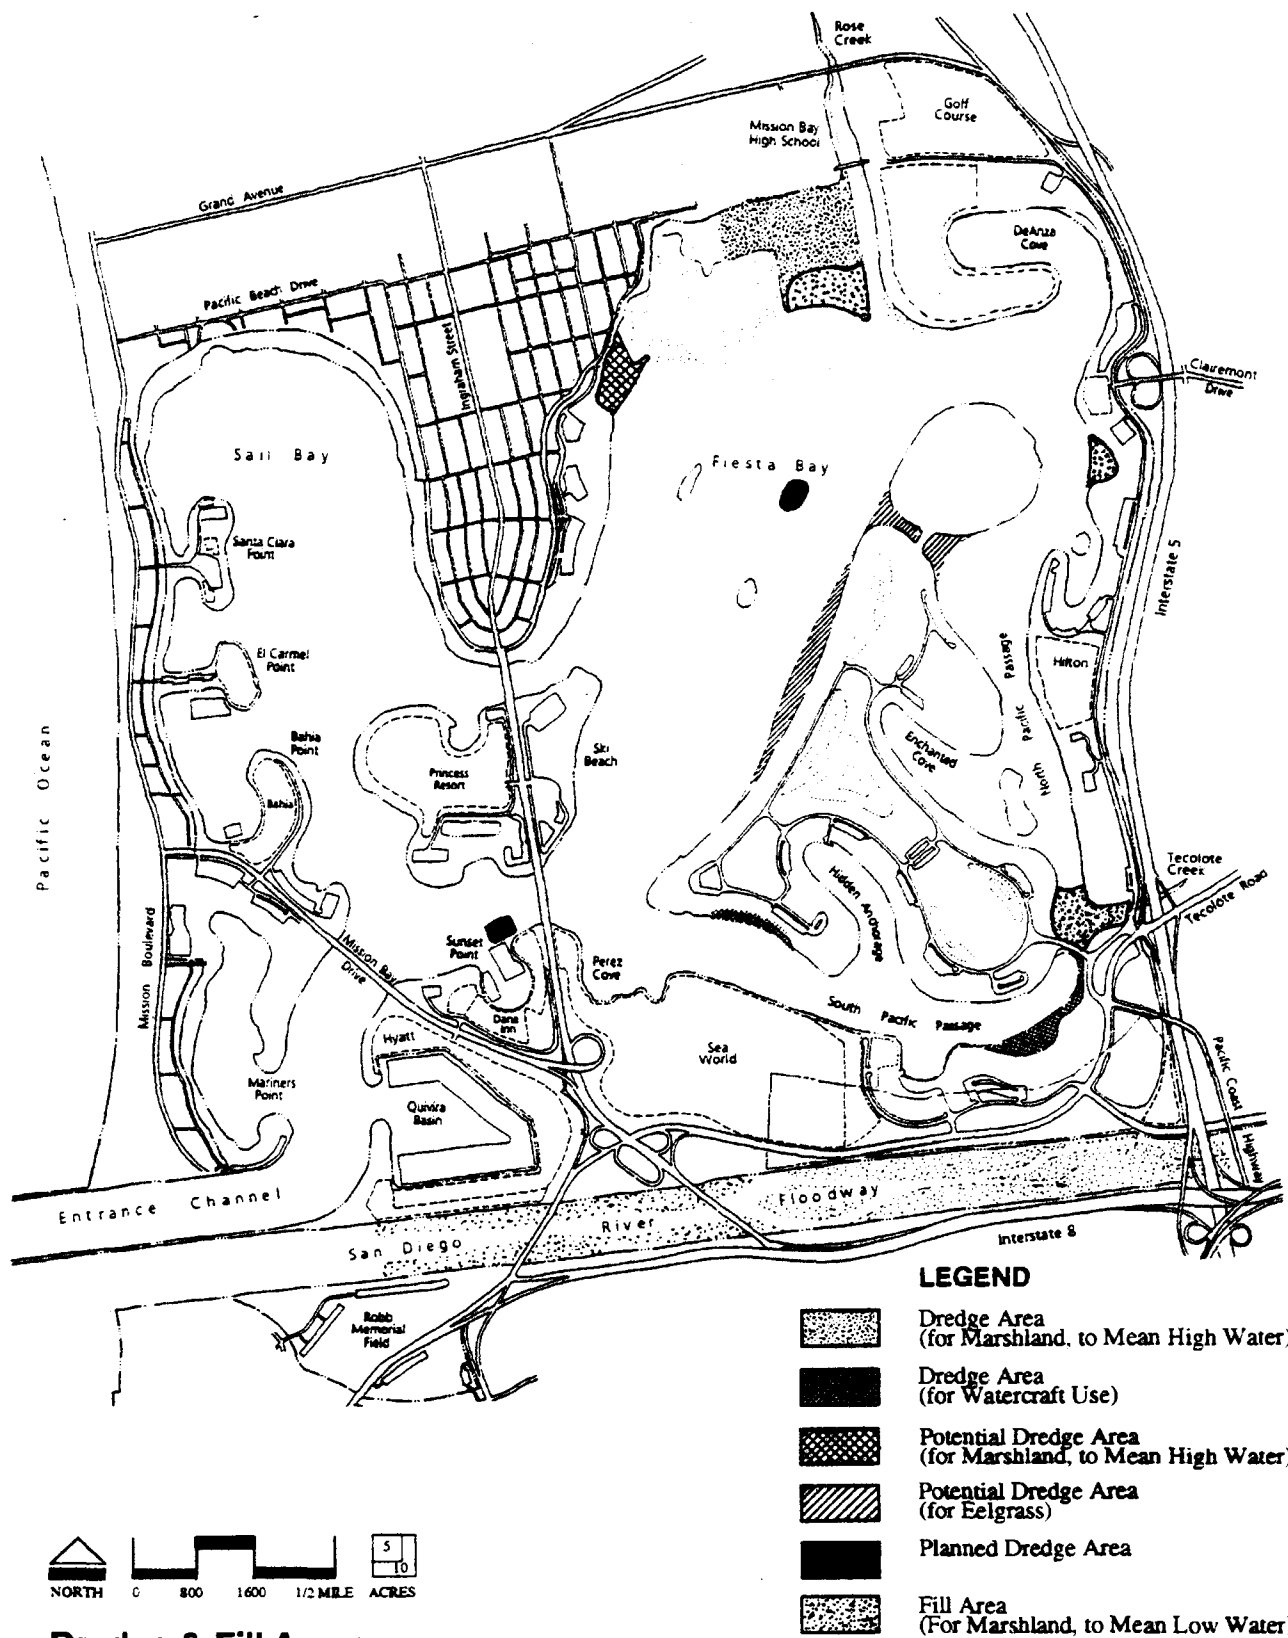 Rose
Creek
Golf
Course
Mission Bay
High School
Grand Avenue
DeAnza
Cove
Pacific Beach Drive
Ingraham Street
Clairemont
Drive
Sail Bay
Fiesta Bay
Santa Clara
Point
Interstate 5
El Carmel
Point
Hilton
North Pacific Passage
Bahia
Point
Ski
Beach
Enchanted
Cove
Princess
Resort
Bahia
Pacific Ocean
Tecolote
Creek
Tecolote Road
Hidden Anchorage
Mission Boulevard
Mission Bay
Drive
Sunset
Point
Perez
Cove
Dana
Inn
South Pacific Passage
Hyatt
Sea
World
Pacific Coast Highway
Mariners
Point
Quivira
Basin
Entrance Channel
San Diego River Floodway
Interstate 8
Robb
Memorial
Field
LEGEND
Dredge Area
(for Marshland, to Mean High Water)
Dredge Area
(for Watercraft Use)
Potential Dredge Area
(for Marshland, to Mean High Water)
Potential Dredge Area
(for Eelgrass)
Planned Dredge Area
Fill Area
(For Marshland, to Mean Low Water
5
10
NORTH 0 800 1600 1/2 MILE ACRES